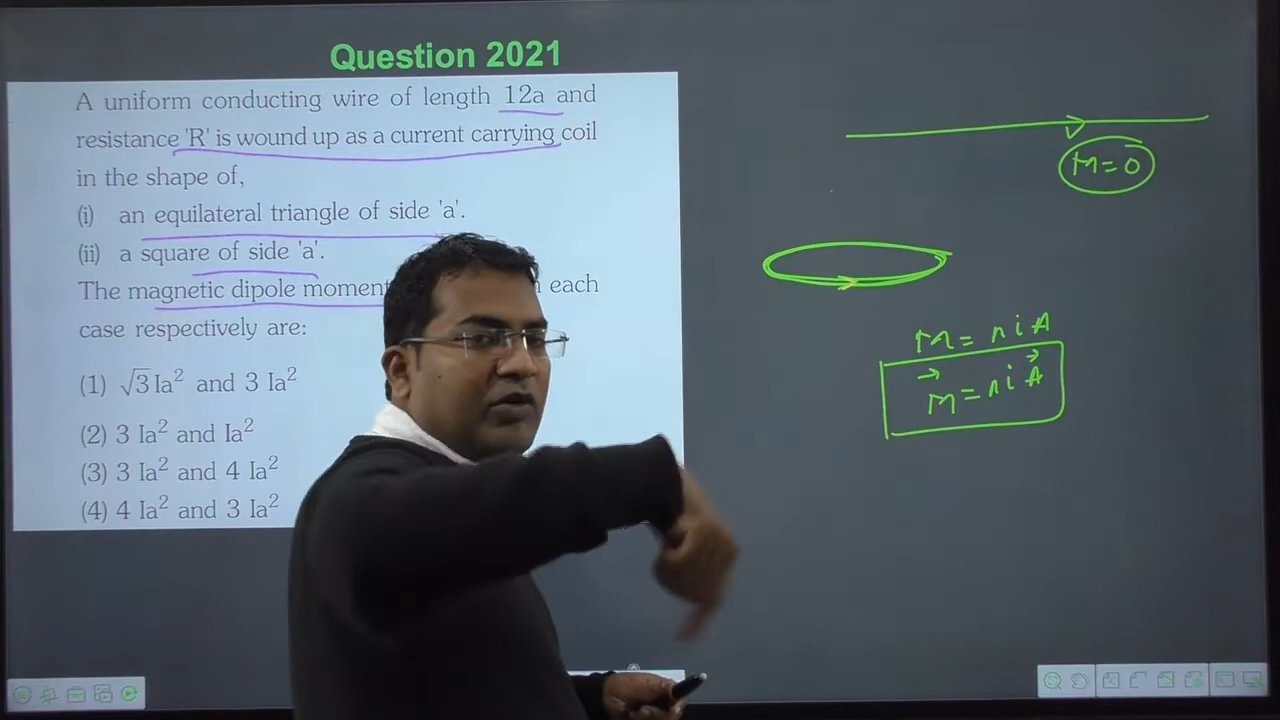 Question 2021
A uniform conducting wire of length 12a and
resistance 'R' is wound up as a current carrying coil
in the shape of,
(i) an equilateral triangle of side 'a'.
(ii) a square of side 'a'.
The magnetic dipole each
case respectively are:
(1) √3 Ia² and 3 Ia²
(2) 3 Ia² and Ia²
(3) 3 Ia² and 4 Ia²
(4) 4 Ia² and 3 Ia²
M = 0
M = n i A
M⃗ = n i A⃗